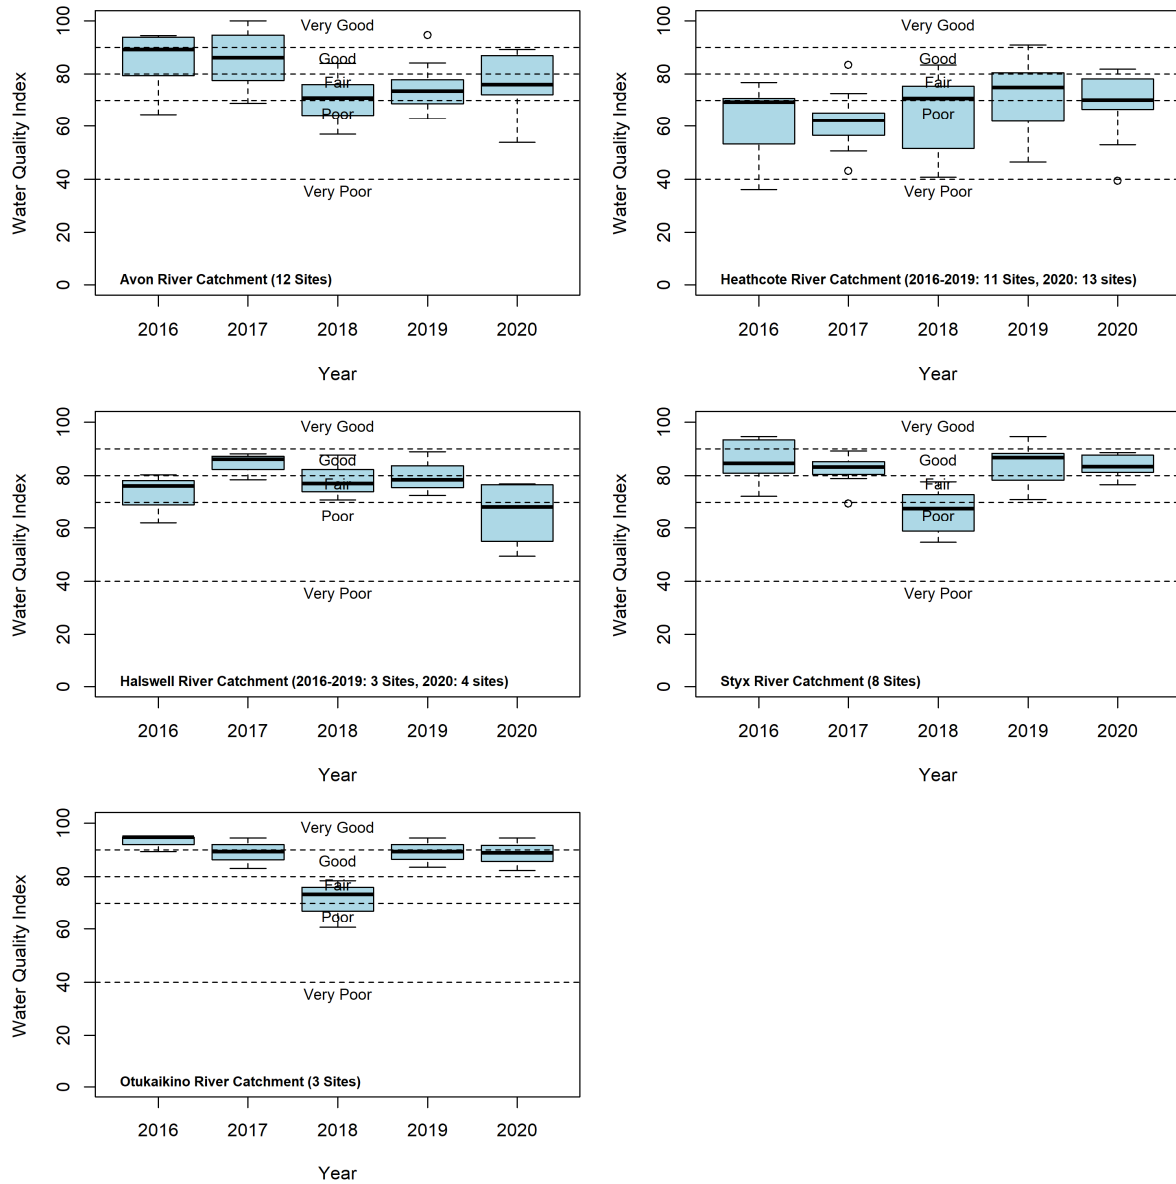 Water Quality Index
100
80
60
40
20
0
Very Good
Good
Fair
Poor
Very Poor
Avon River Catchment (12 Sites)
2016 2017 2018 2019 2020
Year
Water Quality Index
100
80
60
40
20
0
Very Good
Good
Fair
Poor
Very Poor
Heathcote River Catchment (2016-2019: 11 Sites, 2020: 13 sites)
2016 2017 2018 2019 2020
Year
Water Quality Index
100
80
60
40
20
0
Very Good
Good
Fair
Poor
Very Poor
Halswell River Catchment (2016-2019: 3 Sites, 2020: 4 sites)
2016 2017 2018 2019 2020
Year
Water Quality Index
100
80
60
40
20
0
Very Good
Good
Fair
Poor
Very Poor
Styx River Catchment (8 Sites)
2016 2017 2018 2019 2020
Year
Water Quality Index
100
80
60
40
20
0
Very Good
Good
Fair
Poor
Very Poor
Otukaikino River Catchment (3 Sites)
2016 2017 2018 2019 2020
Year